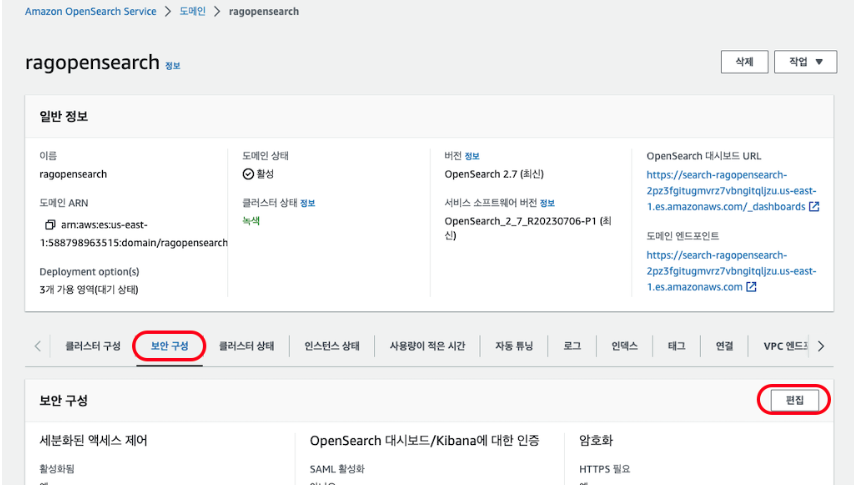 Amazon OpenSearch Service > 도메인 > ragopensearch
ragopensearch 정보
삭제
작업 ▼
일반 정보
이름
ragopensearch
도메인 ARN
arn:aws:es:us-east-
1:588798963515:domain/ragopensearch
Deployment option(s)
3개 가용 영역(대기 상태)
도메인 상태
활성
클러스터 상태 정보
녹색
버전 정보
OpenSearch 2.7 (최신)
서비스 소프트웨어 버전 정보
OpenSearch_2_7_R20230706-P1 (최
신)
OpenSearch 대시보드 URL
https://search-ragopensearch-
2pz3fgitugmvrz7vbngitqljzu.us-east-
1.es.amazonaws.com/_dashboards
도메인 엔드포인트
https://search-ragopensearch-
2pz3fgitugmvrz7vbngitqljzu.us-east-
1.es.amazonaws.com
클러스터 구성
보안 구성
클러스터 상태
인스턴스 상태
사용량이 적은 시간
자동 튜닝
로그
인덱스
태그
연결
VPC 엔드
보안 구성
편집
세분화된 액세스 제어
활성화됨
OpenSearch 대시보드/Kibana에 대한 인증
SAML 활성화
암호화
HTTPS 필요